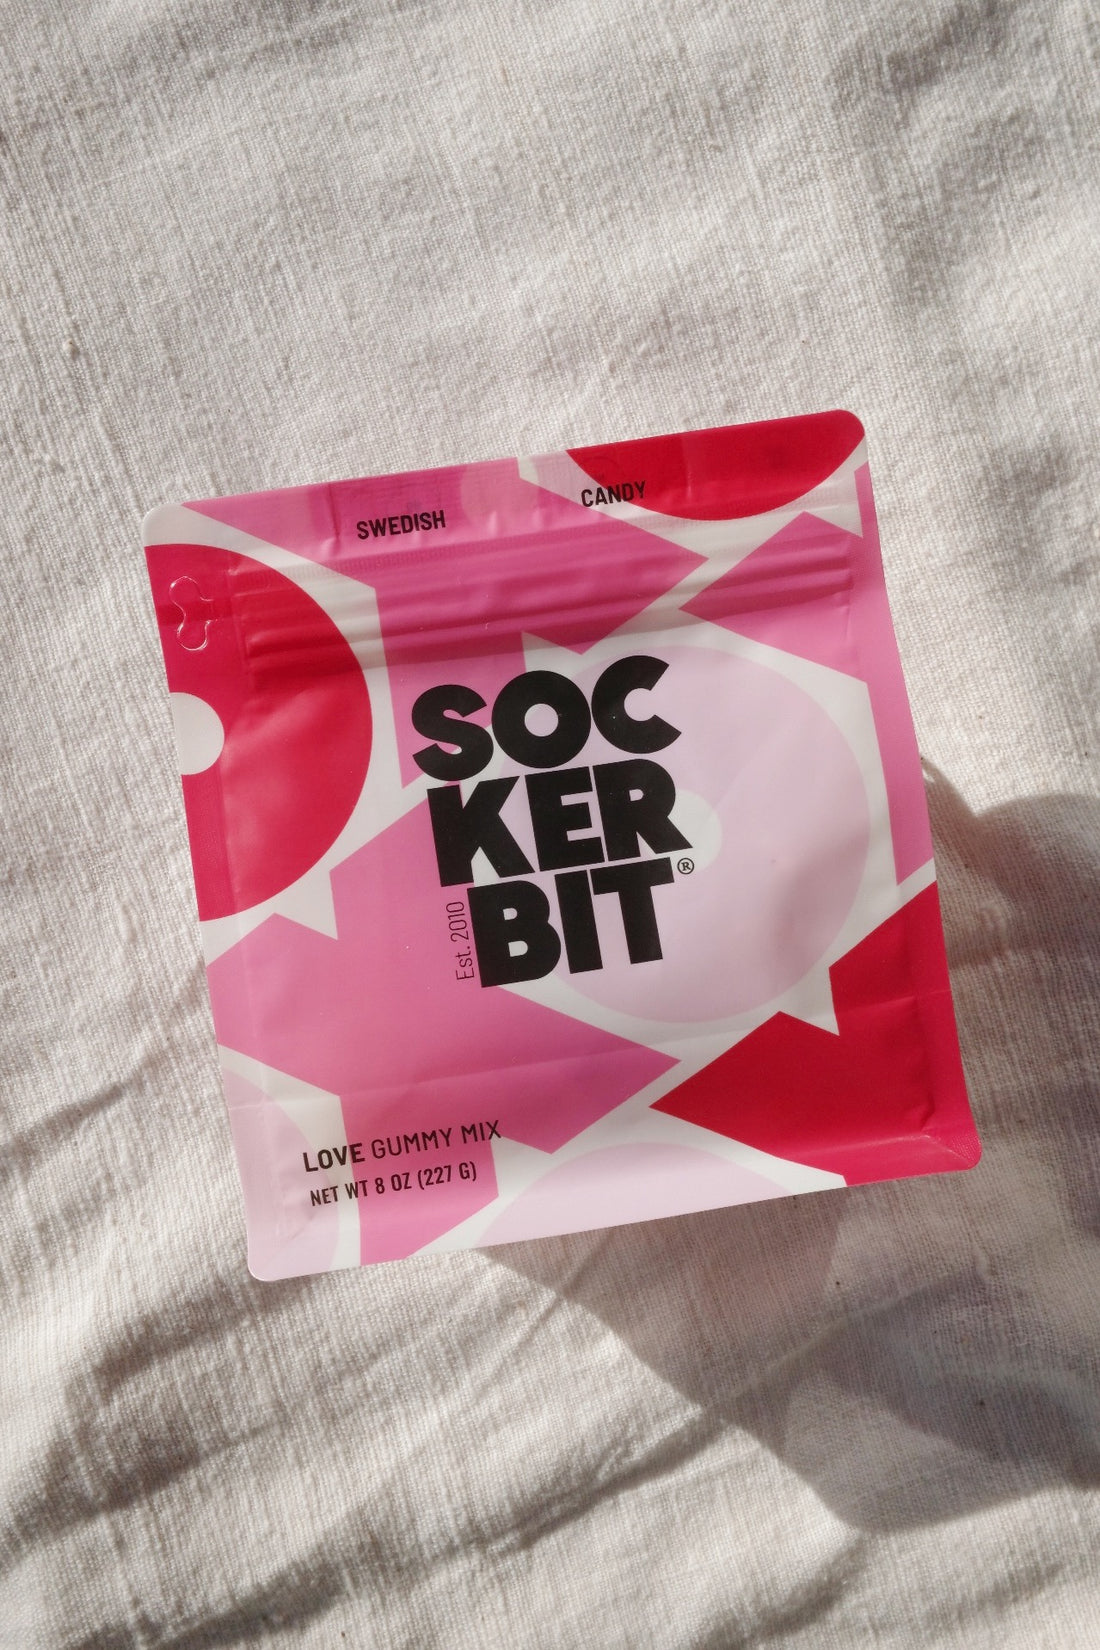 SWEDISH CANDY
SOC
KER
BIT®
Est. 2010
LOVE GUMMY MIX
NET WT 8 OZ (227 G)